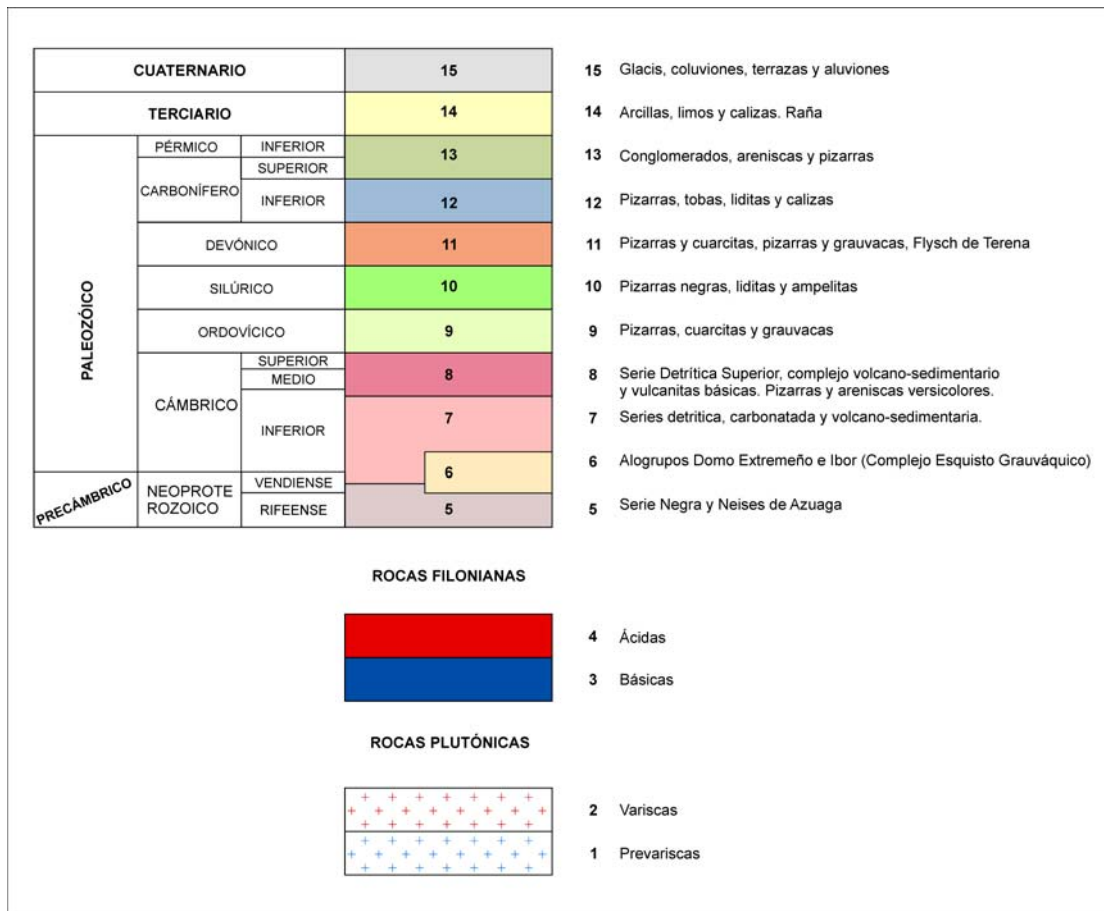 CUATERNARIO 15 15 Glacis, coluviones, terrazas y aluviones
TERCIARIO 14 14 Arcillas, limos y calizas. Raña
PALEOZÓICO
PÉRMICO INFERIOR 13 13 Conglomerados, areniscas y pizarras
CARBONÍFERO SUPERIOR
INFERIOR 12 12 Pizarras, tobas, liditas y calizas
DEVÓNICO 11 11 Pizarras y cuarcitas, pizarras y grauvacas, Flysch de Terena
SILÚRICO 10 10 Pizarras negras, liditas y ampelitas
ORDOVÍCICO 9 9 Pizarras, cuarcitas y grauvacas
CÁMBRICO SUPERIOR
MEDIO 8 8 Serie Detrítica Superior, complejo volcano-sedimentario
y vulcanitas básicas. Pizarras y areniscas versicolores.
INFERIOR 7 7 Series detritica, carbonatada y volcano-sedimentaria.
6 6 Alogrupos Domo Extremeño e Ibor (Complejo Esquisto Grauváquico)
PRECÁMBRICO
NEOPROTE
ROZOICO
VENDIENSE
RIFEENSE 5 5 Serie Negra y Neises de Azuaga
ROCAS FILONIANAS
4 Ácidas
3 Básicas
ROCAS PLUTÓNICAS
2 Variscas
1 Prevariscas